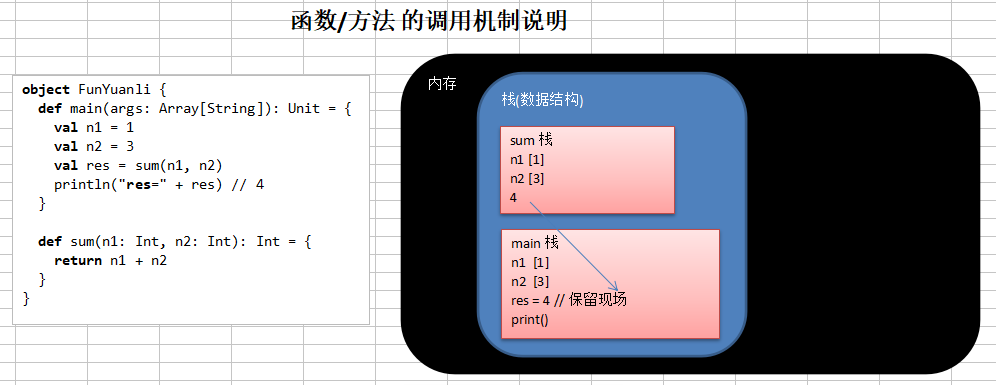 函数/方法 的调用机制说明
object FunYuanli {
  def main(args: Array[String]): Unit = {
    val n1 = 1
    val n2 = 3
    val res = sum(n1, n2)
    println("res=" + res) // 4
  }

  def sum(n1: Int, n2: Int): Int = {
    return n1 + n2
  }
}
内存
栈(数据结构)
sum 栈
n1 [1]
n2 [3]
4
main 栈
n1  [1]
n2  [3]
res = 4 // 保留现场
print()